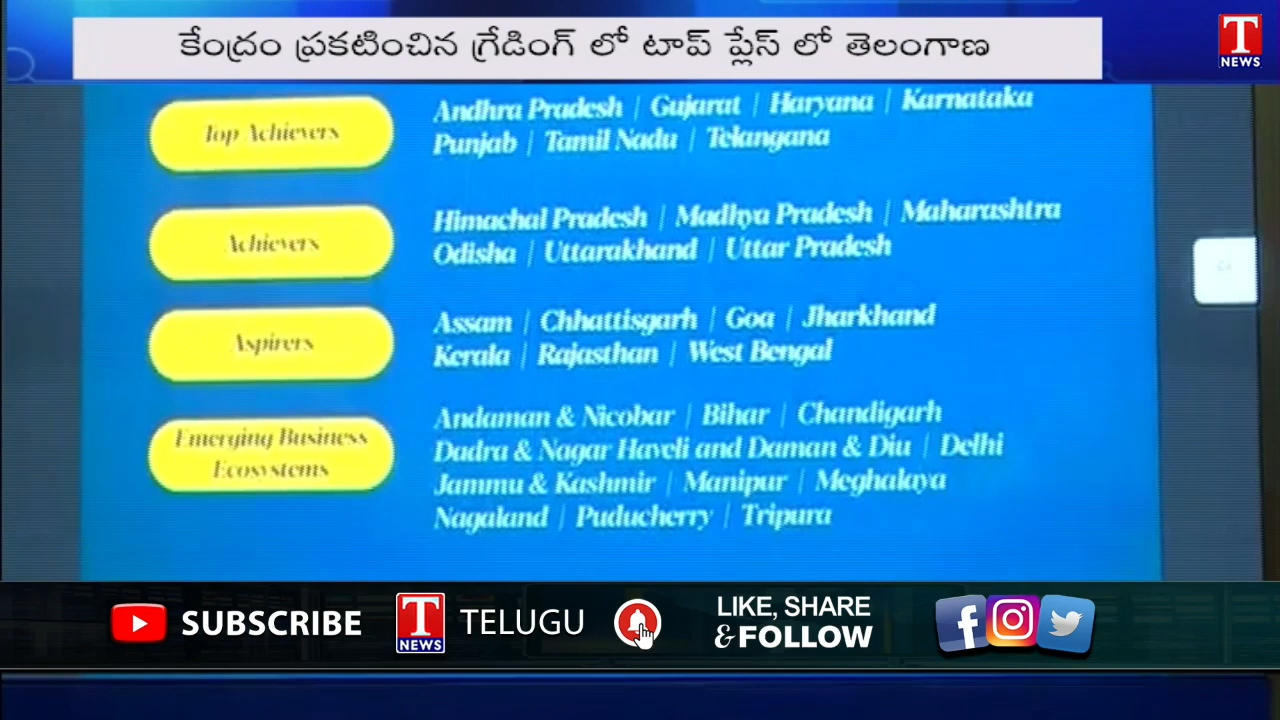 కేంద్రం ప్రకటించిన గ్రేడింగ్ లో టాప్ ప్లేస్ లో తెలంగాణ
T
NEWS
Top Achievers
Andhra Pradesh | Gujarat | Haryana | Karnataka
Punjab | Tamil Nadu | Telangana
Achievers
Himachal Pradesh | Madhya Pradesh | Maharashtra
Odisha | Uttarakhand | Uttar Pradesh
Aspirers
Assam | Chhattisgarh | Goa | Jharkhand
Kerala | Rajasthan | West Bengal
Emerging Business
Ecosystems
Andaman & Nicobar | Bihar | Chandigarh
Dadra & Nagar Haveli and Daman & Diu | Delhi
Jammu & Kashmir | Manipur | Meghalaya
Nagaland | Puducherry | Tripura
SUBSCRIBE
T
NEWS
TELUGU
LIKE, SHARE
& FOLLOW